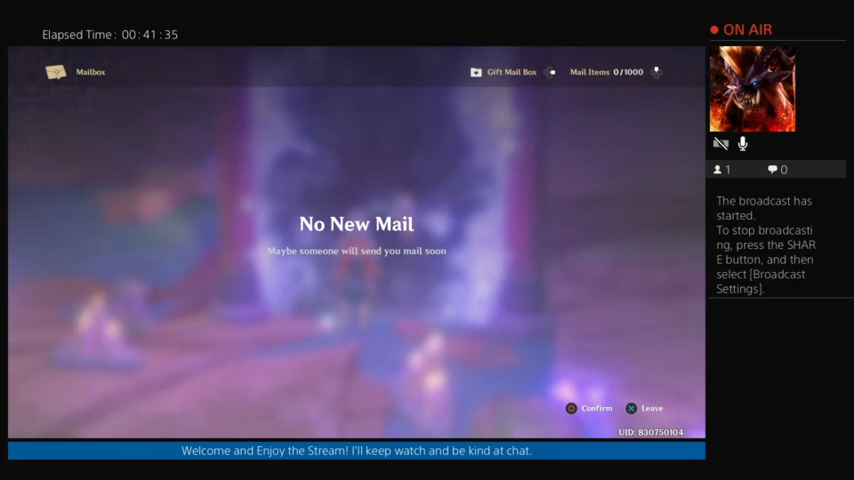 Elapsed Time: 00:41:35
ON AIR
Mailbox
Gift Mail Box
Mail Items 0/1000
1
0
The broadcast has
started.
To stop broadcasti
ng, press the SHAR
E button, and then
select [Broadcast
Settings].
No New Mail
Maybe someone will send you mail soon
Confirm
Leave
UID: 830750104
Welcome and Enjoy the Stream! I'll keep watch and be kind at chat.